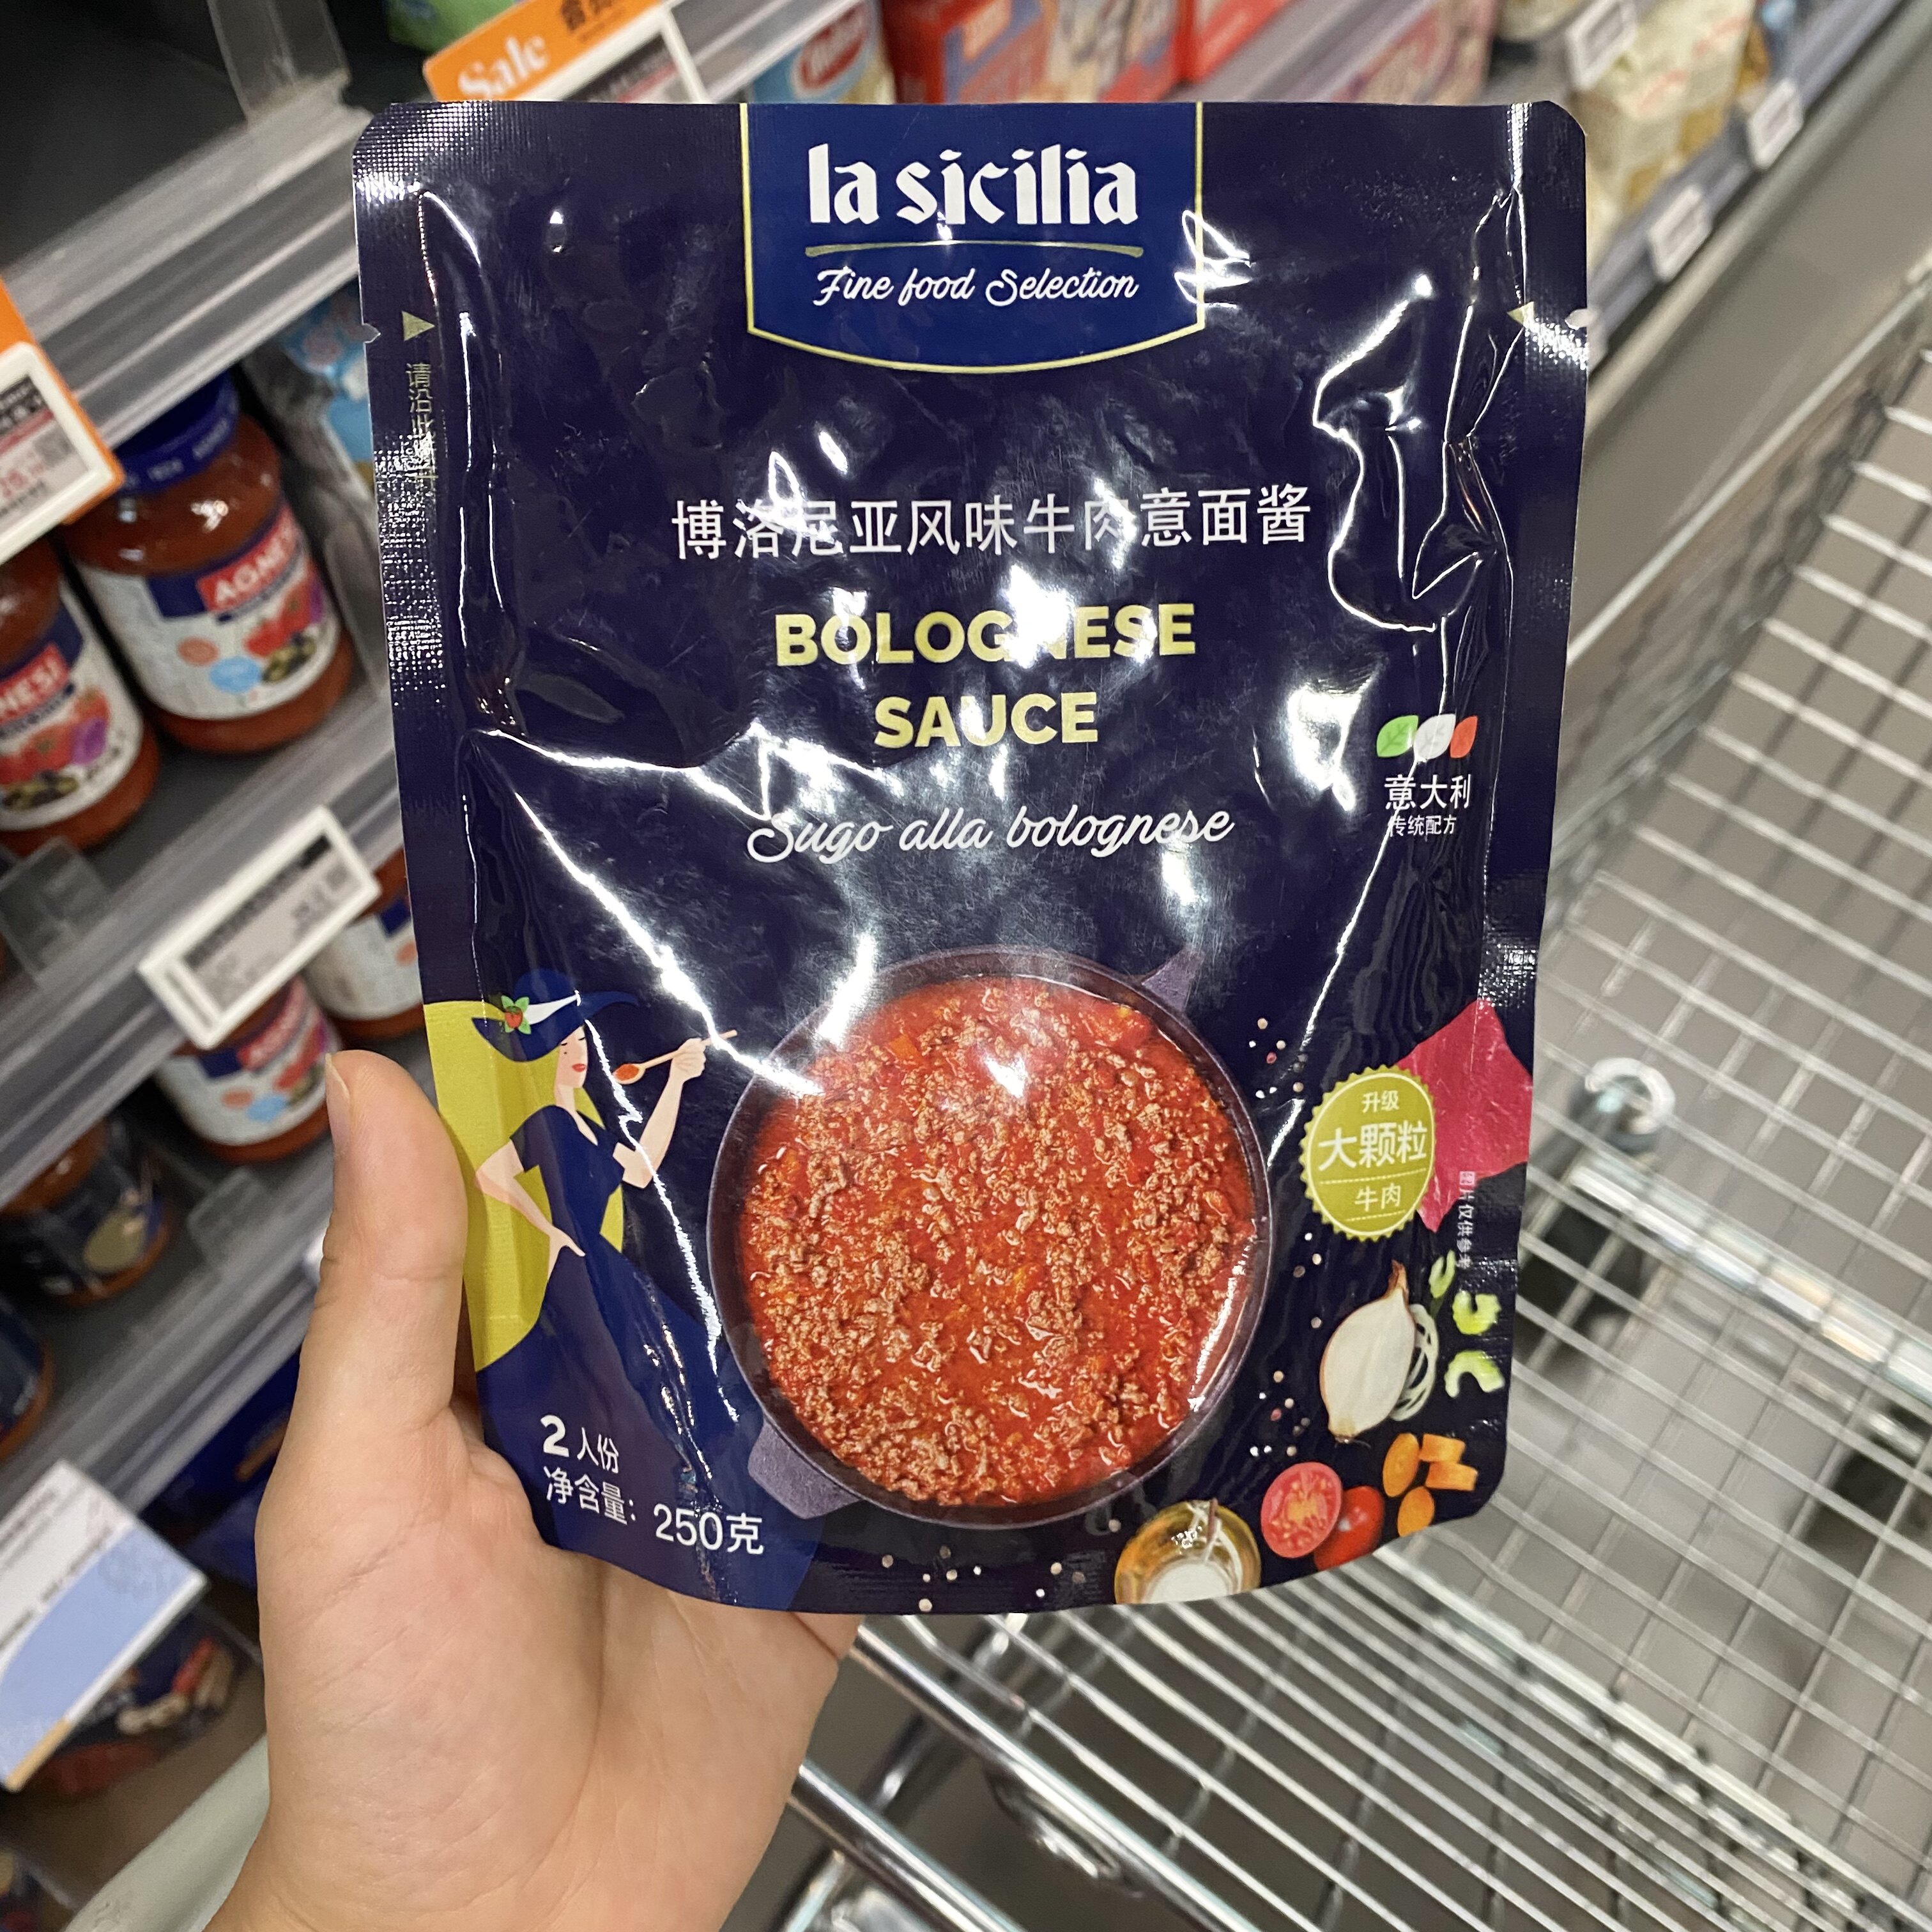 Sale
la sicilia
Fine food Selection
博洛尼亚风味牛肉意面酱
BOLOGNESE
SAUCE
Sugo alla bolognese
意大利
传统配方
升级
大颗粒
牛肉
图片仅供参考
2人份
净含量: 250克
请沿此
AGNESI
AGNESI